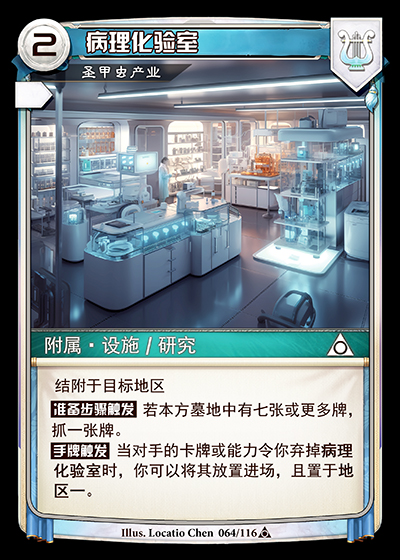 2
病理化验室
圣甲虫产业
附属·设施/研究
结附于目标地区
准备步骤触发 若本方墓地中有七张或更多牌，
抓一张牌。
手牌触发 当对手的卡牌或能力令你弃掉病理
化验室时，你可以将其放置进场，且置于地
区一。
Illus. Locatio Chen 064/116